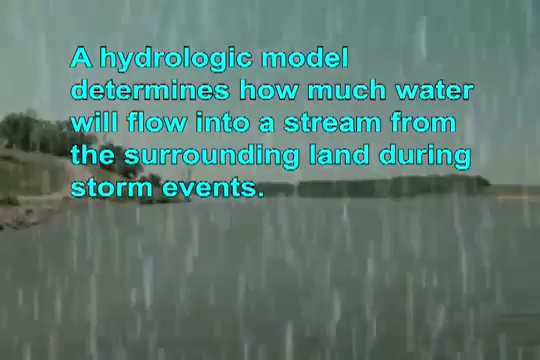 A hydrologic model
determines how much water
will flow into a stream from
the surrounding land during
storm events.